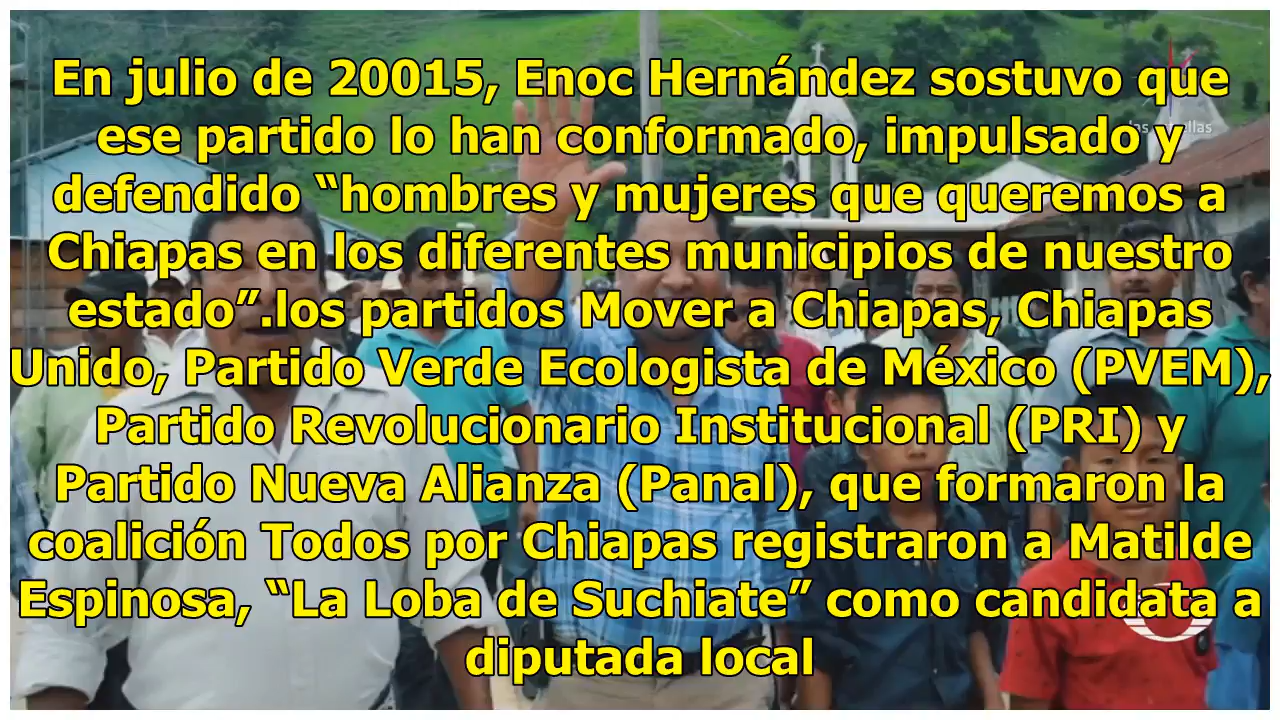 En julio de 20015, Enoc Hernández sostuvo que
ese partido lo han conformado, impulsado y
defendido “hombres y mujeres que queremos a
Chiapas en los diferentes municipios de nuestro
estado”.los partidos Mover a Chiapas, Chiapas
Unido, Partido Verde Ecologista de México (PVEM),
Partido Revolucionario Institucional (PRI) y
Partido Nueva Alianza (Panal), que formaron la
coalición Todos por Chiapas registraron a Matilde
Espinosa, “La Loba de Suchiate” como candidata a
diputada local